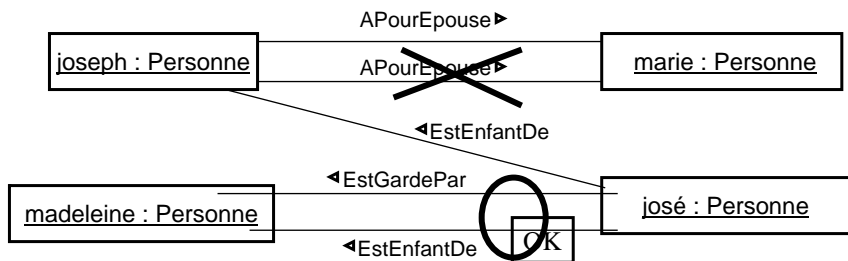 APourEpouse
joseph : Personne
marie : Personne
APourEpouse
EstEnfantDe
EstGardePar
madeleine : Personne
josé : Personne
EstEnfantDe
OK